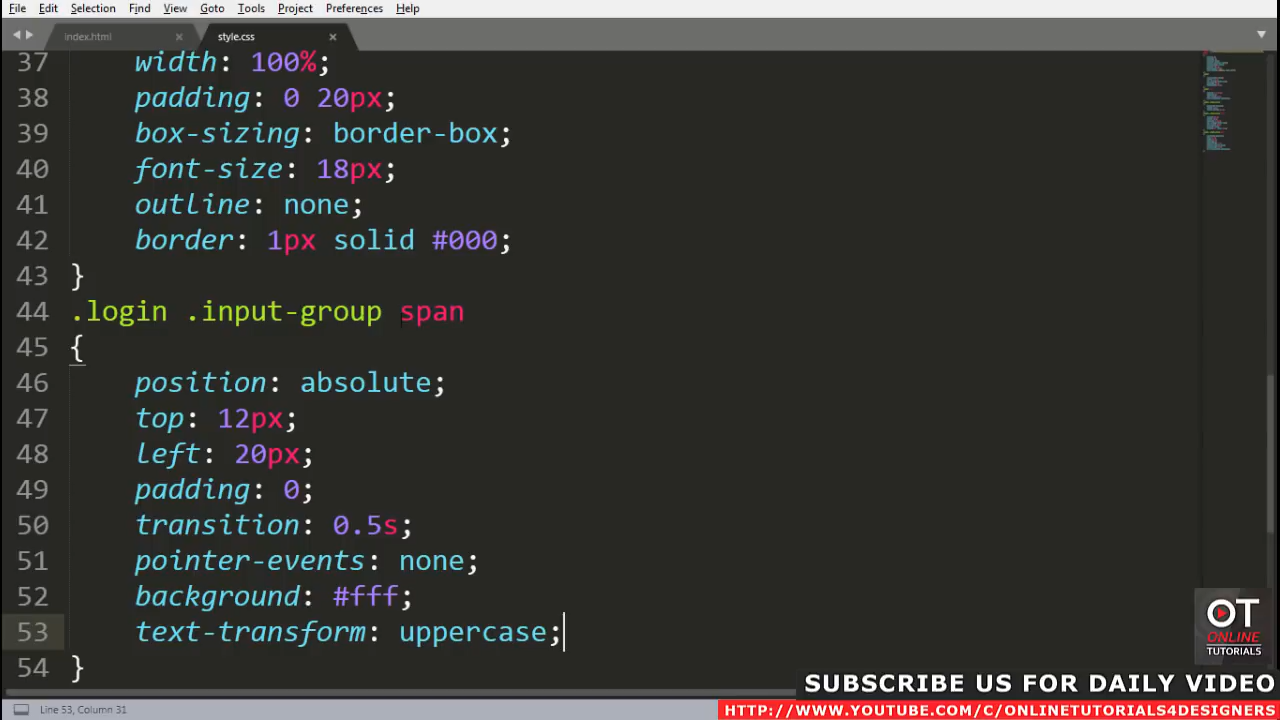 File Edit Selection Find View Goto Tools Project Preferences Help
index.html × style.css ×
37 width: 100%;
38 padding: 0 20px;
39 box-sizing: border-box;
40 font-size: 18px;
41 outline: none;
42 border: 1px solid #000;
43 }
44 .login .input-group span
45 {
46 position: absolute;
47 top: 12px;
48 left: 20px;
49 padding: 0;
50 transition: 0.5s;
51 pointer-events: none;
52 background: #fff;
53 text-transform: uppercase;
54 }
OT
ONLINE
TUTORIALS
SUBSCRIBE US FOR DAILY VIDEO
Line 53, Column 31
HTTP://WWW.YOUTUBE.COM/C/ONLINETUTORIALS4DESIGNERS